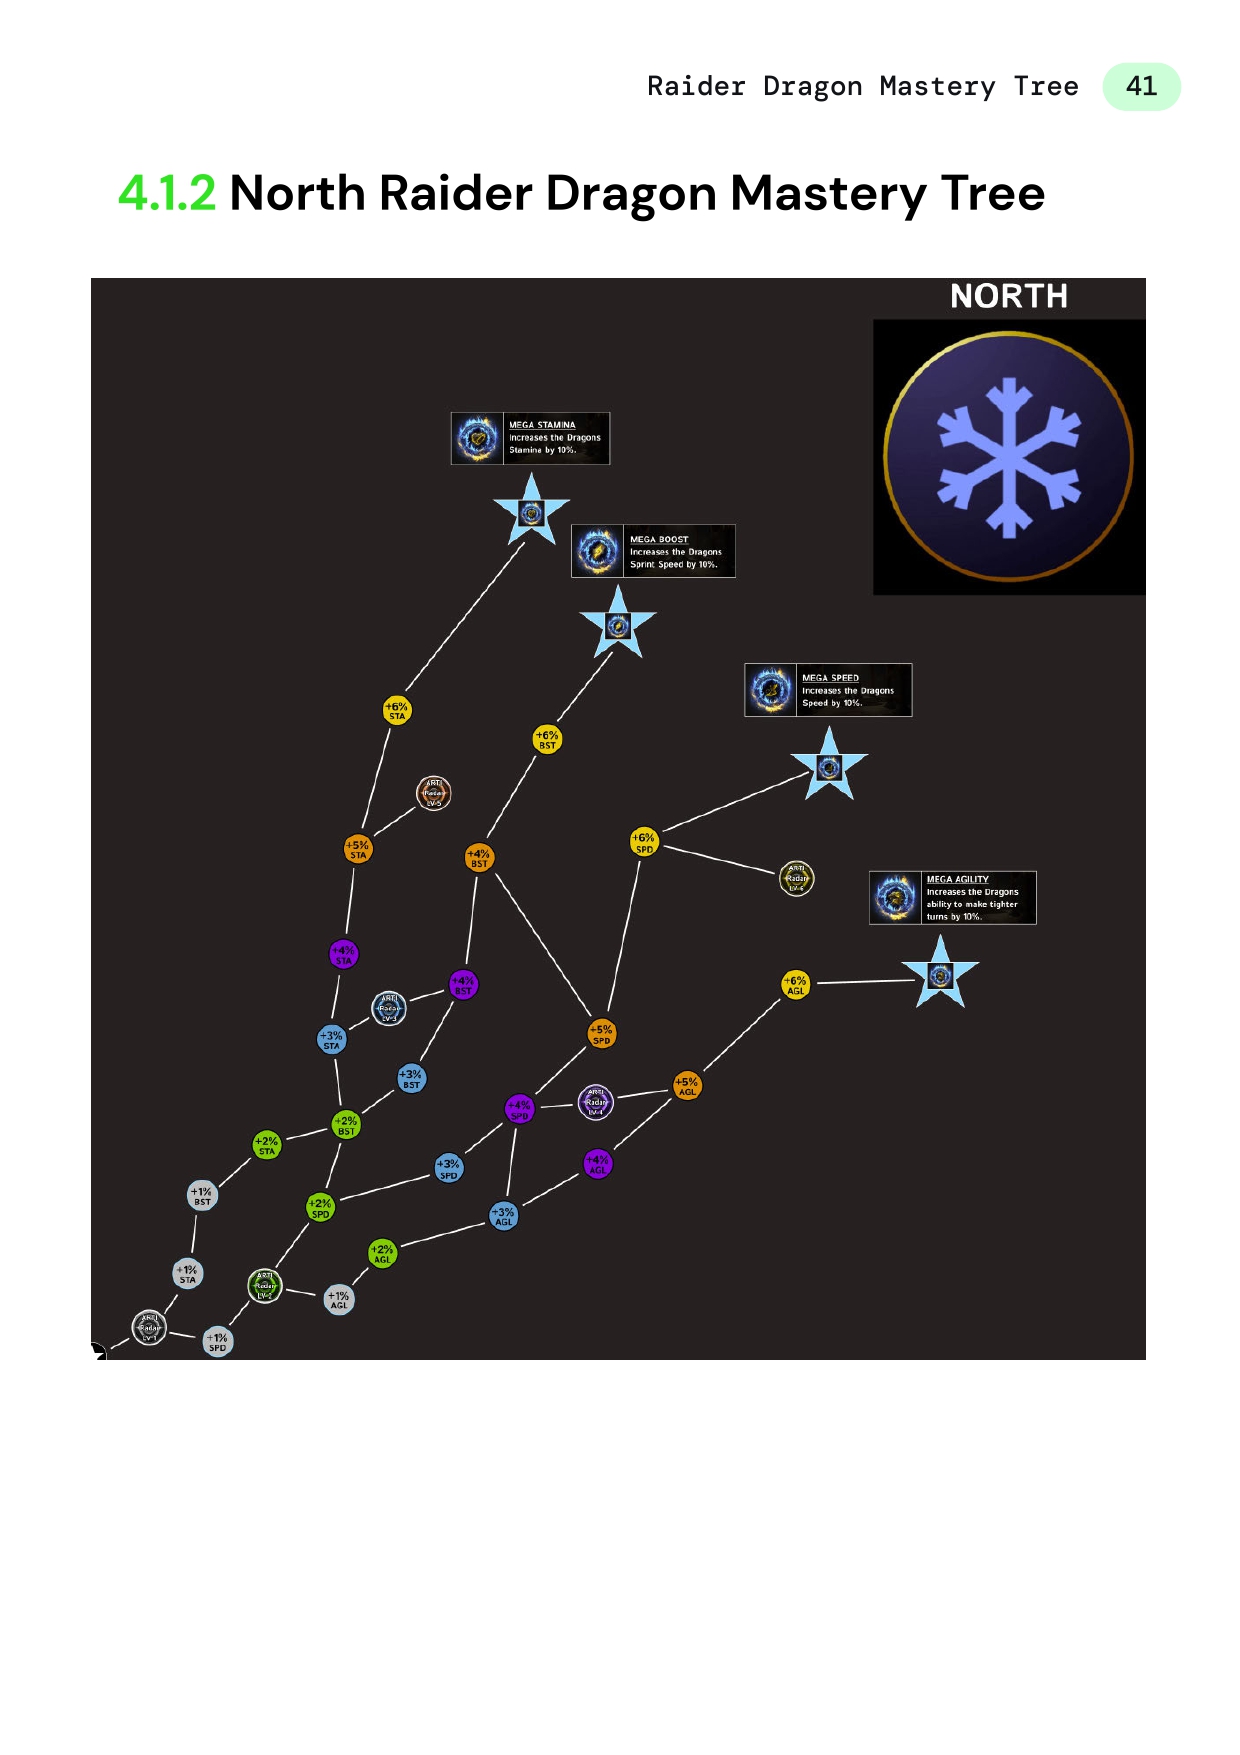 Raider Dragon Mastery Tree 41
4.1.2 North Raider Dragon Mastery Tree
NORTH
MEGA STAMINA
Increases the Dragons
Stamina by 10%.
MEGA BOOST
Increases the Dragons
Sprint Speed by 10%.
MEGA SPEED
Increases the Dragons
Speed by 10%.
+6%
STA
+6%
BST
ARTI
Radar
LV-5
+5%
STA
+4%
BST
+6%
SPD
ARTI
Radar
LV-6
MEGA AGILITY
Increases the Dragons
ability to make tighter
turns by 10%.
+4%
STA
+4%
BST
+6%
AGL
ARTI
Radar
LV-3
+3%
STA
+5%
SPD
+3%
BST
+5%
AGL
+4%
SPD
ARTI
Radar
LV-4
+2%
BST
+2%
STA
+3%
SPD
+4%
AGL
+1%
BST
+2%
SPD
+3%
AGL
+2%
AGL
+1%
STA
ARTI
Radar
LV-2
+1%
AGL
ARTI
Radar
LV-1
+1%
SPD